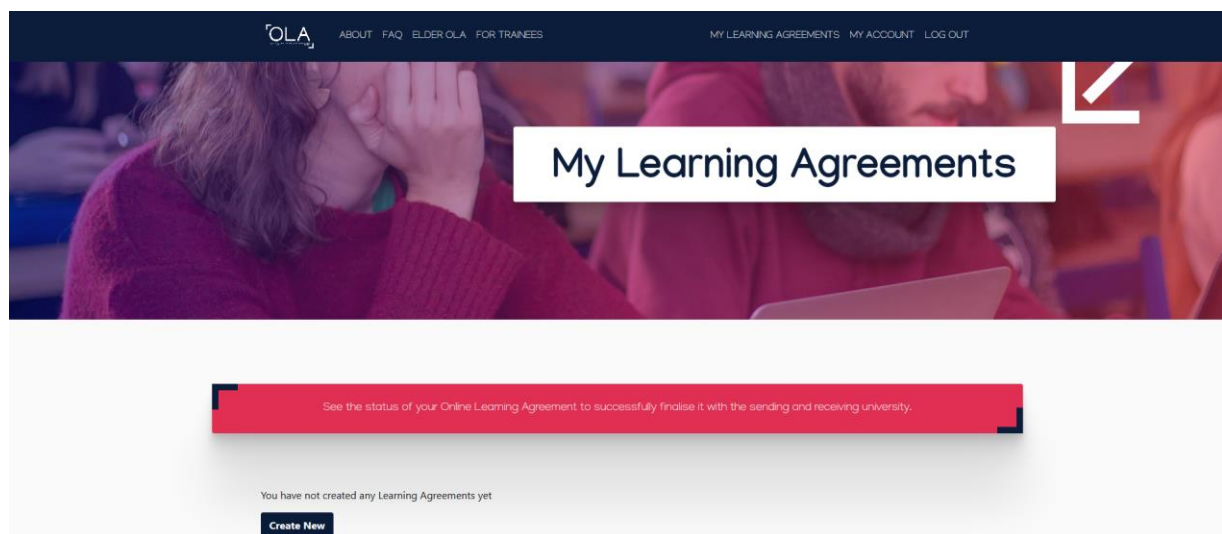 OLA
ABOUT FAQ ELDER OLA FOR TRAINEES MY LEARNING AGREEMENTS MY ACCOUNT LOG OUT
My Learning Agreements
See the status of your Online Learning Agreement to successfully finalise it with the sending and receiving university.
You have not created any Learning Agreements yet
Create New